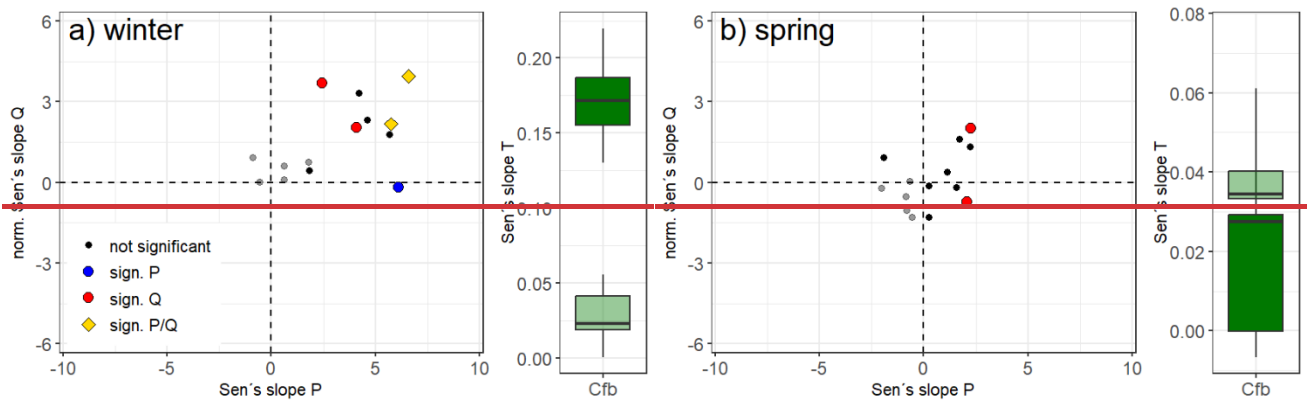 a) winter
6
3
0
-3
-6
norm. Sen´s slope Q
not significant
sign. P
sign. Q
sign. P/Q
-10
-5
0
5
10
Sen´s slope P
0.20
0.15
0.10
0.05
0.00
Sen´s slope T
Cfb
b) spring
6
3
0
-3
-6
norm. Sen´s slope Q
-10
-5
0
5
10
Sen´s slope P
0.08
0.06
0.04
0.02
0.00
Sen´s slope T
Cfb